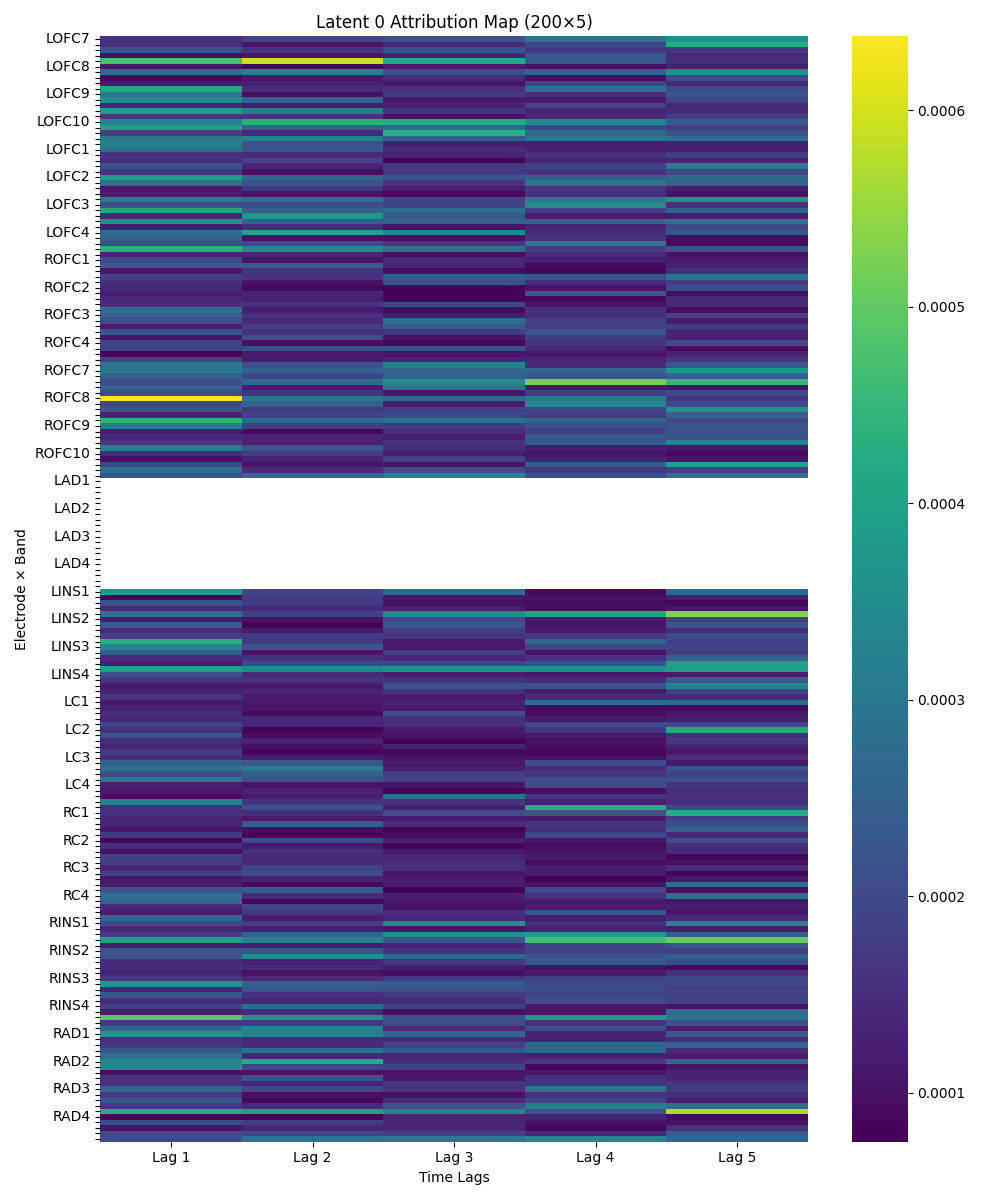 Latent 0 Attribution Map (200×5)
LOFC7
LOFC8
LOFC9
LOFC10
LOFC1
LOFC2
LOFC3
LOFC4
ROFC1
ROFC2
ROFC3
ROFC4
ROFC7
ROFC8
ROFC9
ROFC10
LAD1
LAD2
LAD3
LAD4
LINS1
LINS2
LINS3
LINS4
LC1
LC2
LC3
LC4
RC1
RC2
RC3
RC4
RINS1
RINS2
RINS3
RINS4
RAD1
RAD2
RAD3
RAD4
Electrode × Band
Lag 1 Lag 2 Lag 3 Lag 4 Lag 5
Time Lags
0.0006
0.0005
0.0004
0.0003
0.0002
0.0001